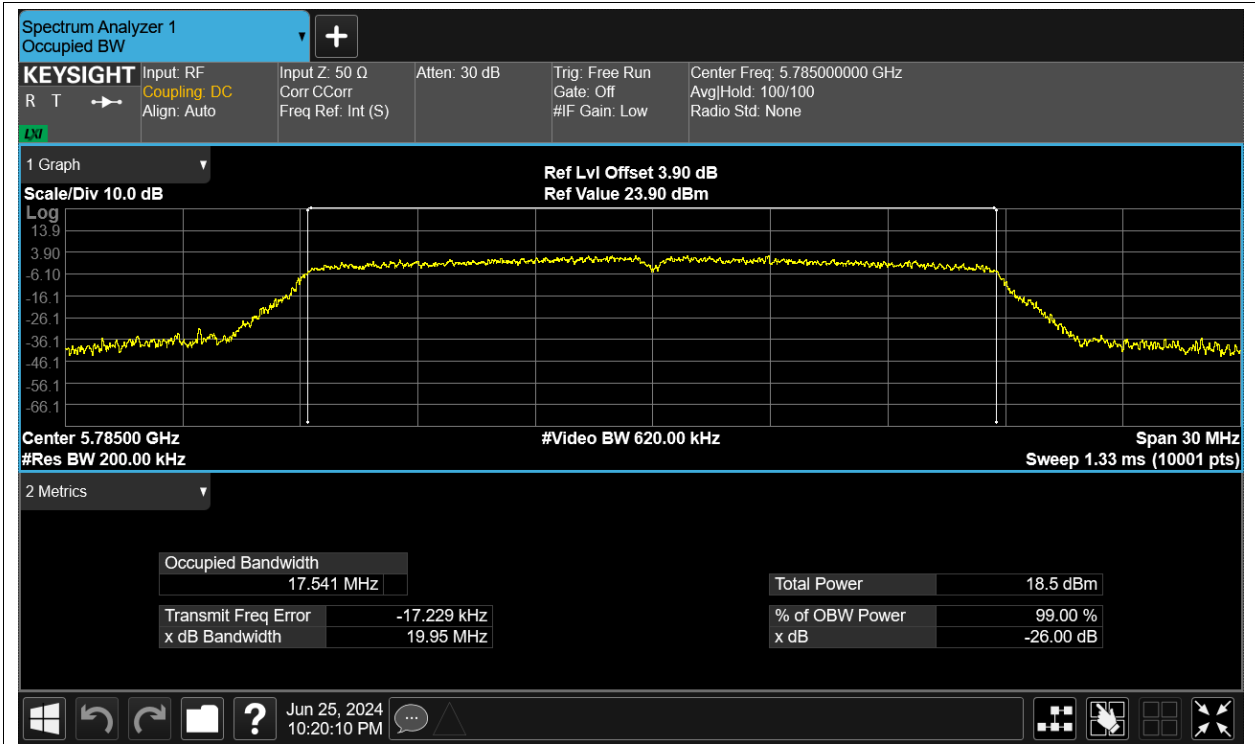 Spectrum Analyzer 1
Occupied BW
KEYSIGHT
R T
LXI
Input: RF
Coupling: DC
Align: Auto
Input Z: 50 Ω
Corr CCorr
Freq Ref: Int (S)
Atten: 30 dB
Trig: Free Run
Gate: Off
#IF Gain: Low
Center Freq: 5.785000000 GHz
Avg|Hold: 100/100
Radio Std: None
1 Graph
Ref Lvl Offset 3.90 dB
Scale/Div 10.0 dB
Ref Value 23.90 dBm
Log
13.9
3.90
-6.10
-16.1
-26.1
-36.1
-46.1
-56.1
-66.1
Center 5.78500 GHz
#Video BW 620.00 kHz
Span 30 MHz
#Res BW 200.00 kHz
Sweep 1.33 ms (10001 pts)
2 Metrics
Occupied Bandwidth
17.541 MHz
Total Power 18.5 dBm
Transmit Freq Error -17.229 kHz
% of OBW Power 99.00 %
x dB Bandwidth 19.95 MHz
x dB -26.00 dB
?
Jun 25, 2024
10:20:10 PM